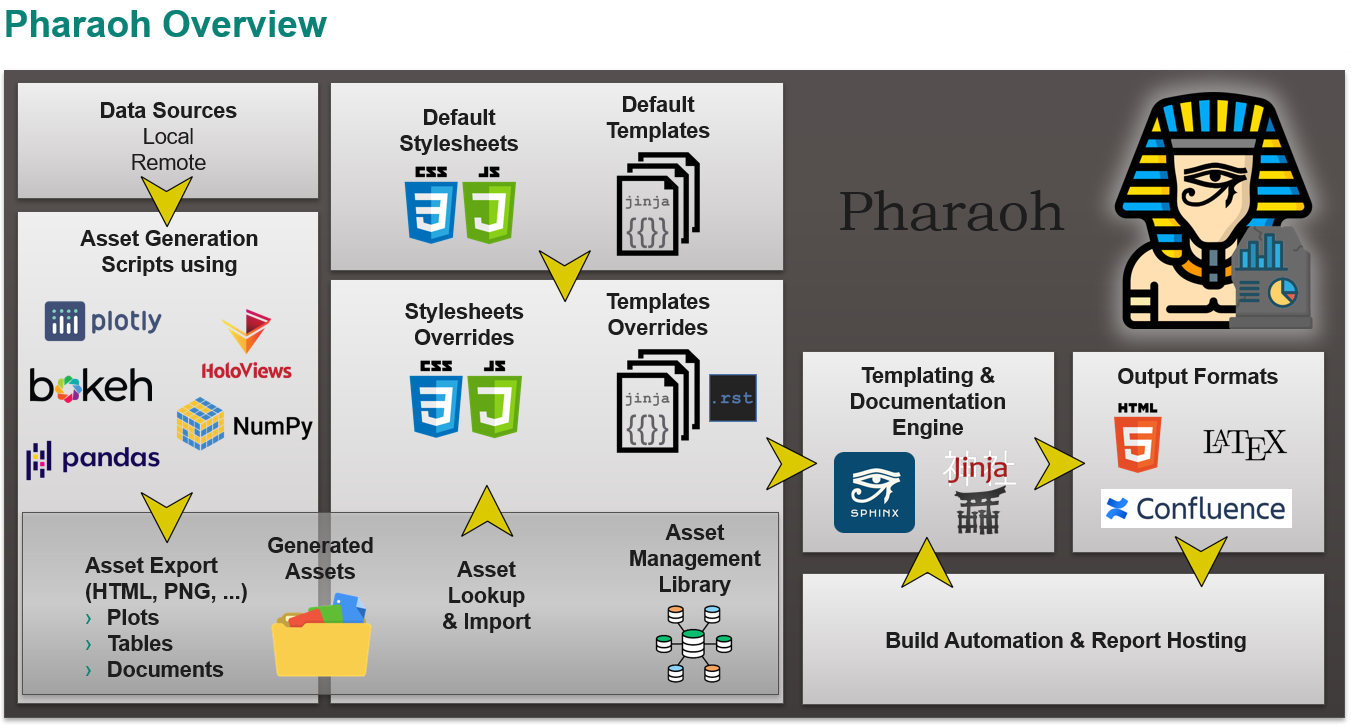 Pharaoh Overview
Data Sources
Local
Remote
Asset Generation
Scripts using
plotly
HoloViews
bokeh
NumPy
pandas
Asset Export
(HTML, PNG, ...)
› Plots
› Tables
› Documents
Generated
Assets
Default
Stylesheets
CSS
JS
Default
Templates
jinja
{{}}
Stylesheets
Overrides
CSS
JS
Templates
Overrides
jinja
{{}}
.rst
Asset
Lookup
& Import
Asset
Management
Library
Pharaoh
Templating &
Documentation
Engine
SPHINX
神社
Jinja
Output Formats
HTML
5
LATEX
Confluence
Build Automation & Report Hosting